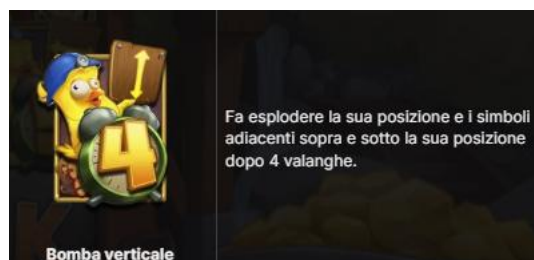 4
Fa esplodere la sua posizione e i simboli
adiacenti sopra e sotto la sua posizione
dopo 4 valanghe.
Bomba verticale